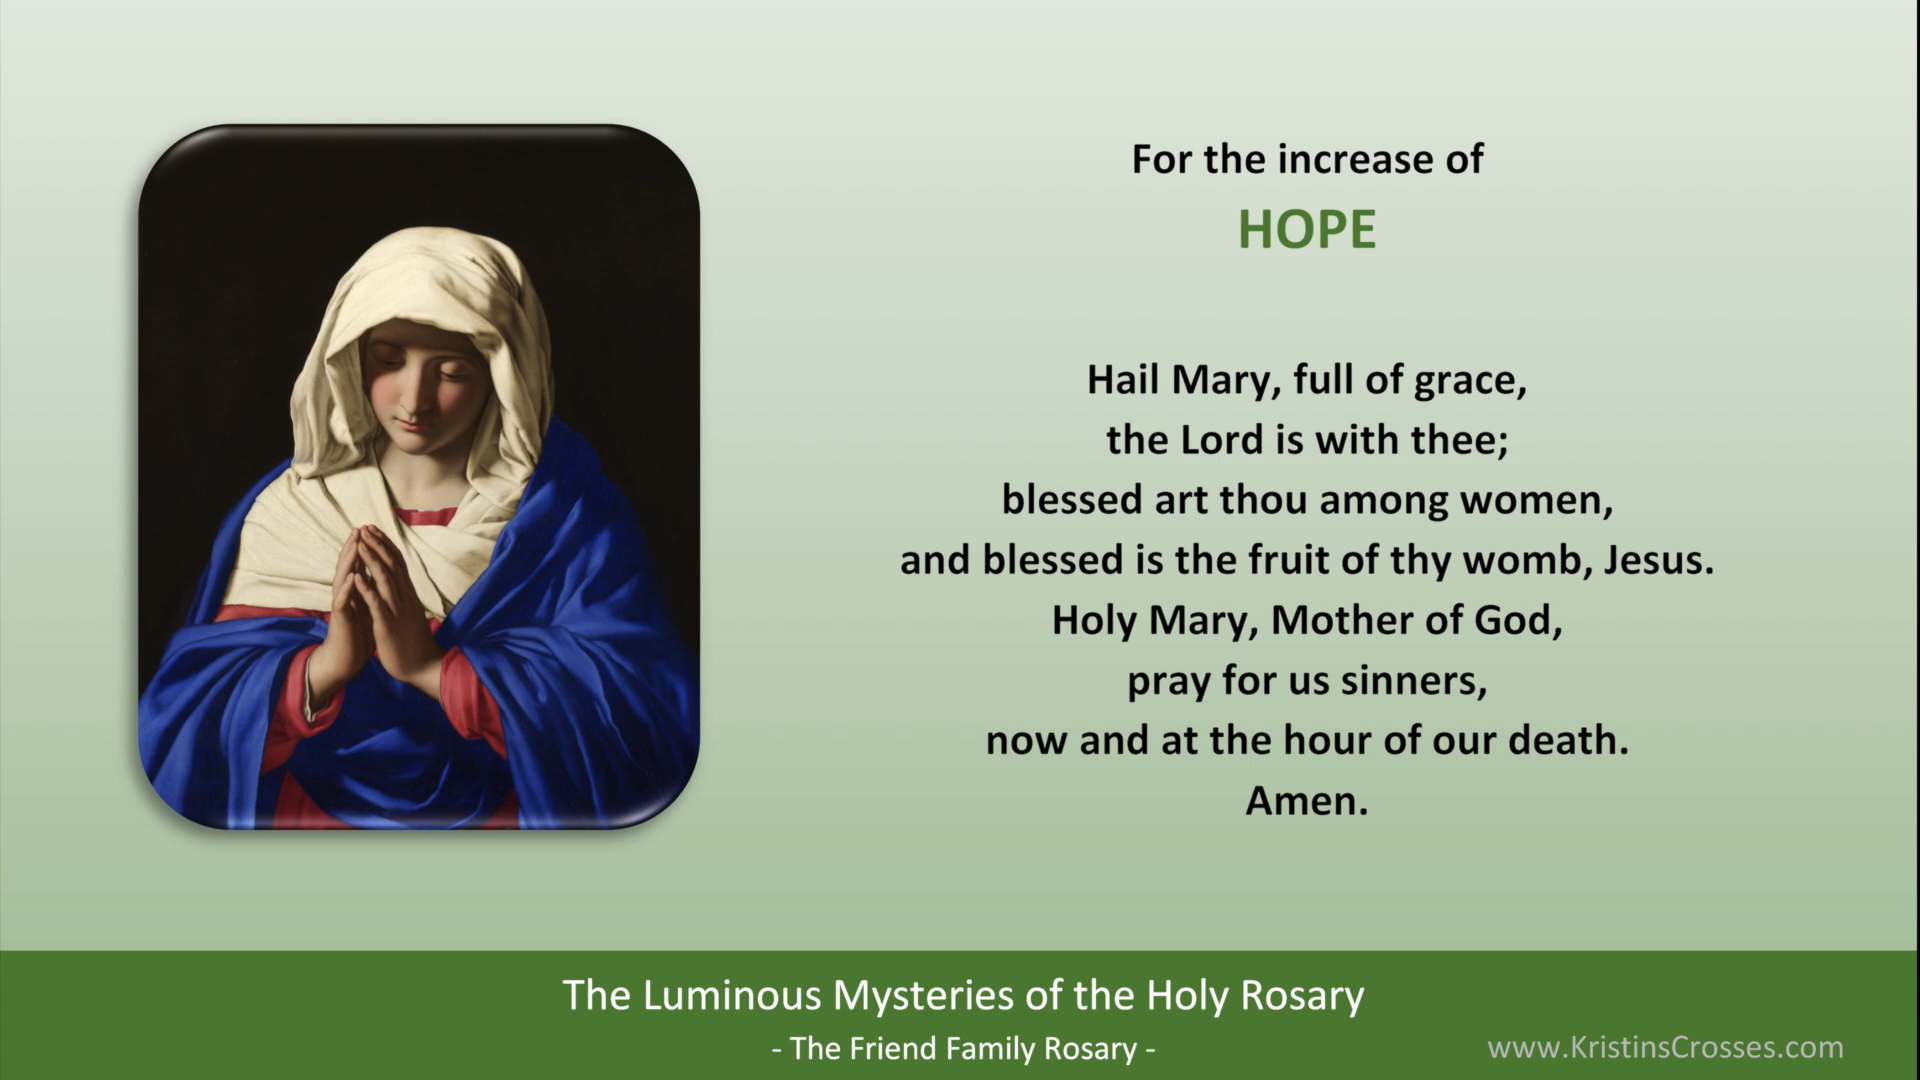 For the increase of
HOPE
Hail Mary, full of grace,
the Lord is with thee;
blessed art thou among women,
and blessed is the fruit of thy womb, Jesus.
Holy Mary, Mother of God,
pray for us sinners,
now and at the hour of our death.
Amen.
The Luminous Mysteries of the Holy Rosary
- The Friend Family Rosary -
www.KristinsCrosses.com